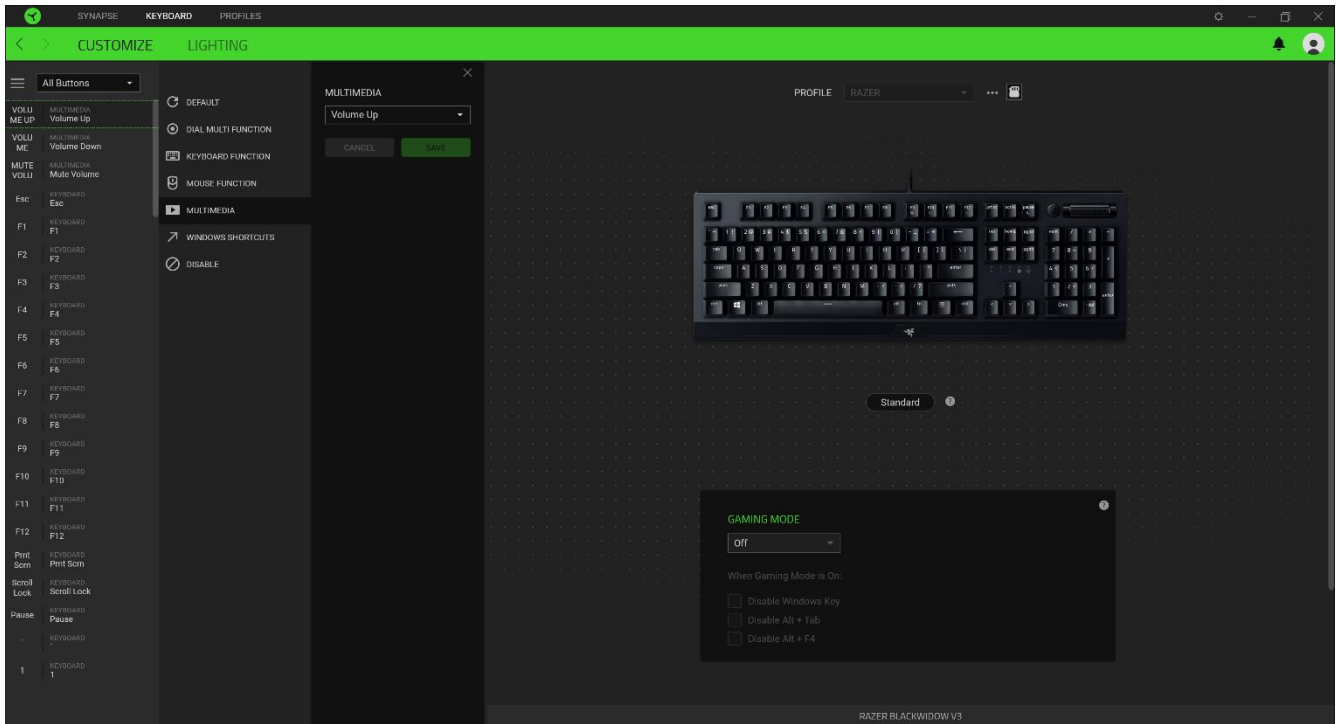 SYNAPSE KEYBOARD PROFILES
CUSTOMIZE LIGHTING
All Buttons
VOLU
ME UP
MULTIMEDIA
Volume Up
VOLU
ME
MULTIMEDIA
Volume Down
MUTE
VOLU
MULTIMEDIA
Mute Volume
Esc
KEYBOARD
Esc
F1
KEYBOARD
F1
F2
KEYBOARD
F2
F3
KEYBOARD
F3
F4
KEYBOARD
F4
F5
KEYBOARD
F5
F6
KEYBOARD
F6
F7
KEYBOARD
F7
F8
KEYBOARD
F8
F9
KEYBOARD
F9
F10
KEYBOARD
F10
F11
KEYBOARD
F11
F12
KEYBOARD
F12
Prnt
Scrn
KEYBOARD
Prnt Scrn
Scroll
Lock
KEYBOARD
Scroll Lock
Pause
KEYBOARD
Pause
KEYBOARD
1
KEYBOARD
1
DEFAULT
DIAL MULTI FUNCTION
KEYBOARD FUNCTION
MOUSE FUNCTION
MULTIMEDIA
WINDOWS SHORTCUTS
DISABLE
MULTIMEDIA
Volume Up
CANCEL SAVE
PROFILE RAZER
Standard
GAMING MODE
Off
When Gaming Mode is On:
Disable Windows Key
Disable Alt + Tab
Disable Alt + F4
RAZER BLACKWIDOW V3